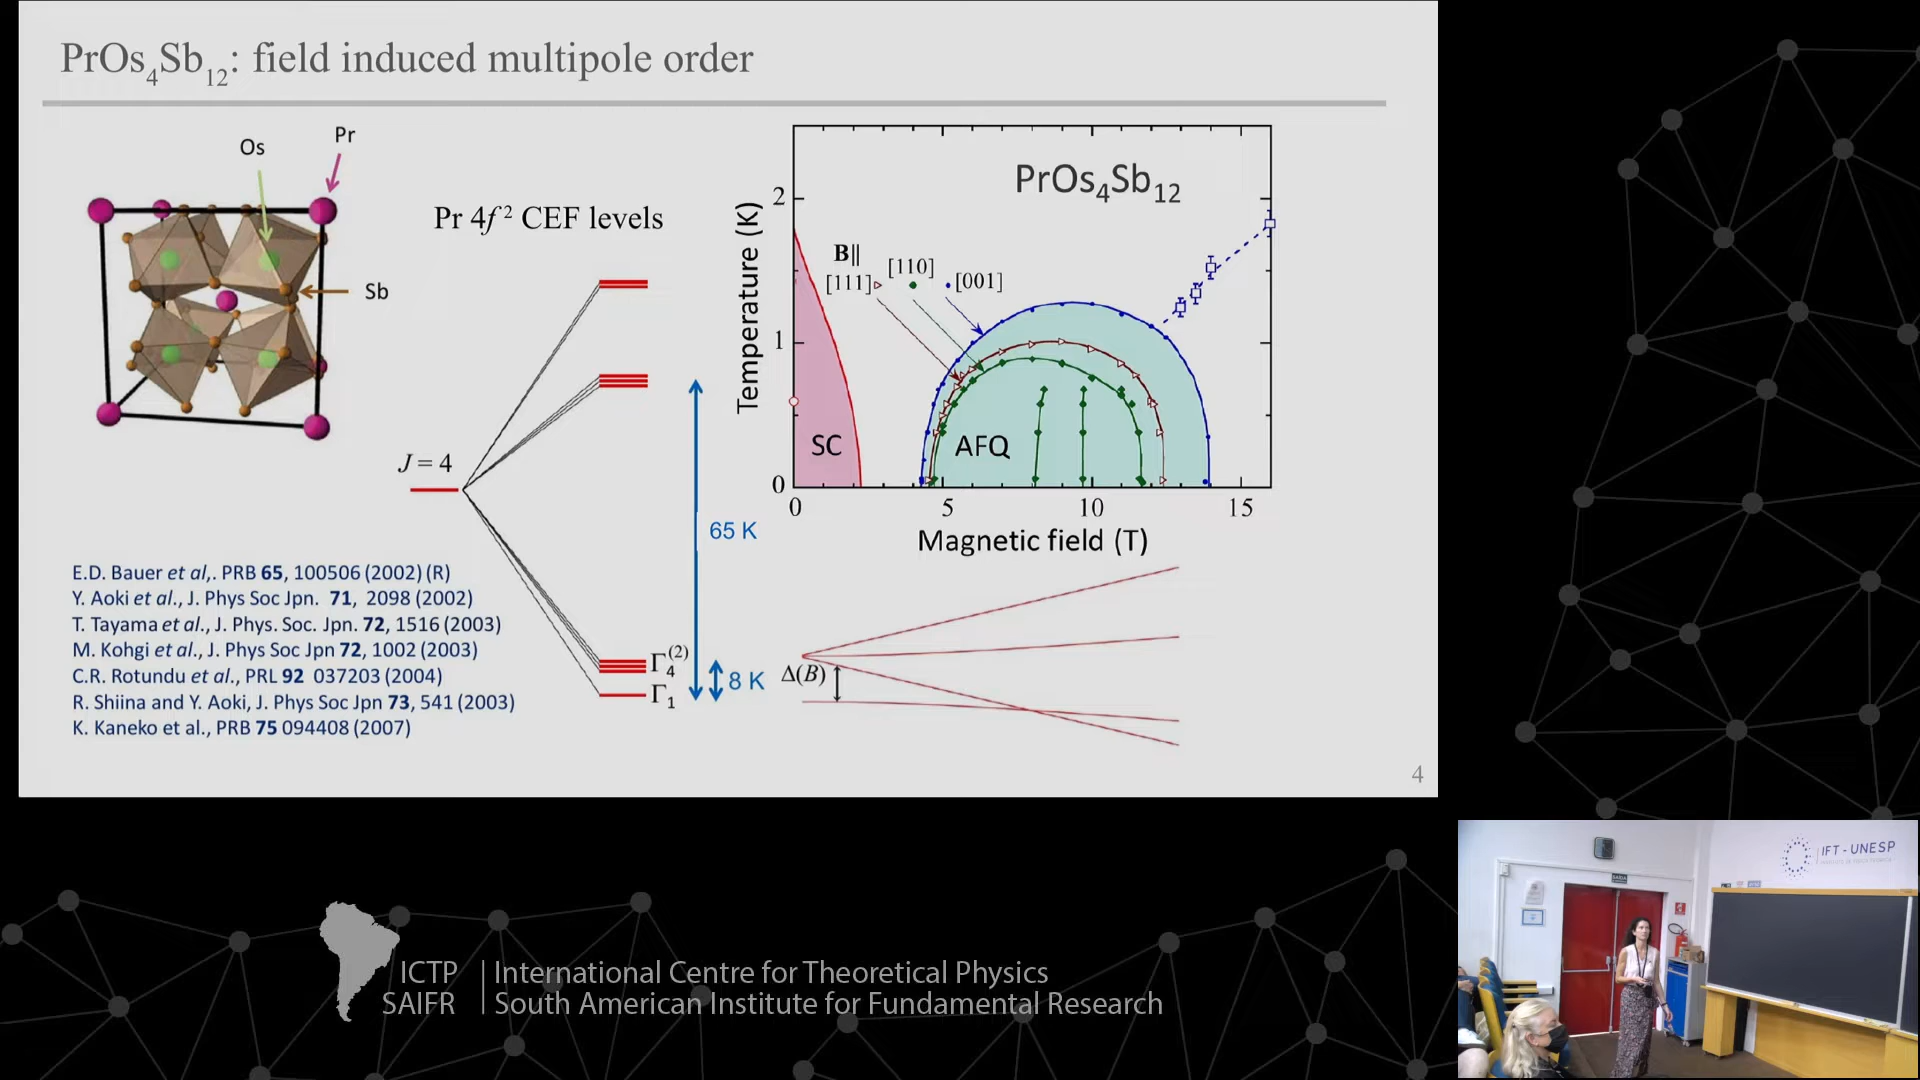 PrOs4Sb12: field induced multipole order
Os
Pr
Sb
Pr 4f² CEF levels
J = 4
Γ4(2)
Γ1
65 K
8 K
PrOs4Sb12
Temperature (K)
2
1
0
B||
[111]
[110]
[001]
SC
AFQ
0
5
10
15
Magnetic field (T)
Δ(B)
E.D. Bauer et al,. PRB 65, 100506 (2002) (R)
Y. Aoki et al., J. Phys Soc Jpn. 71, 2098 (2002)
T. Tayama et al., J. Phys. Soc. Jpn. 72, 1516 (2003)
M. Kohgi et al., J. Phys Soc Jpn 72, 1002 (2003)
C.R. Rotundu et al., PRL 92 037203 (2004)
R. Shiina and Y. Aoki, J. Phys Soc Jpn 73, 541 (2003)
K. Kaneko et al., PRB 75 094408 (2007)
4
IFT - UNESP
ICTP
SAIFR
International Centre for Theoretical Physics
South American Institute for Fundamental Research